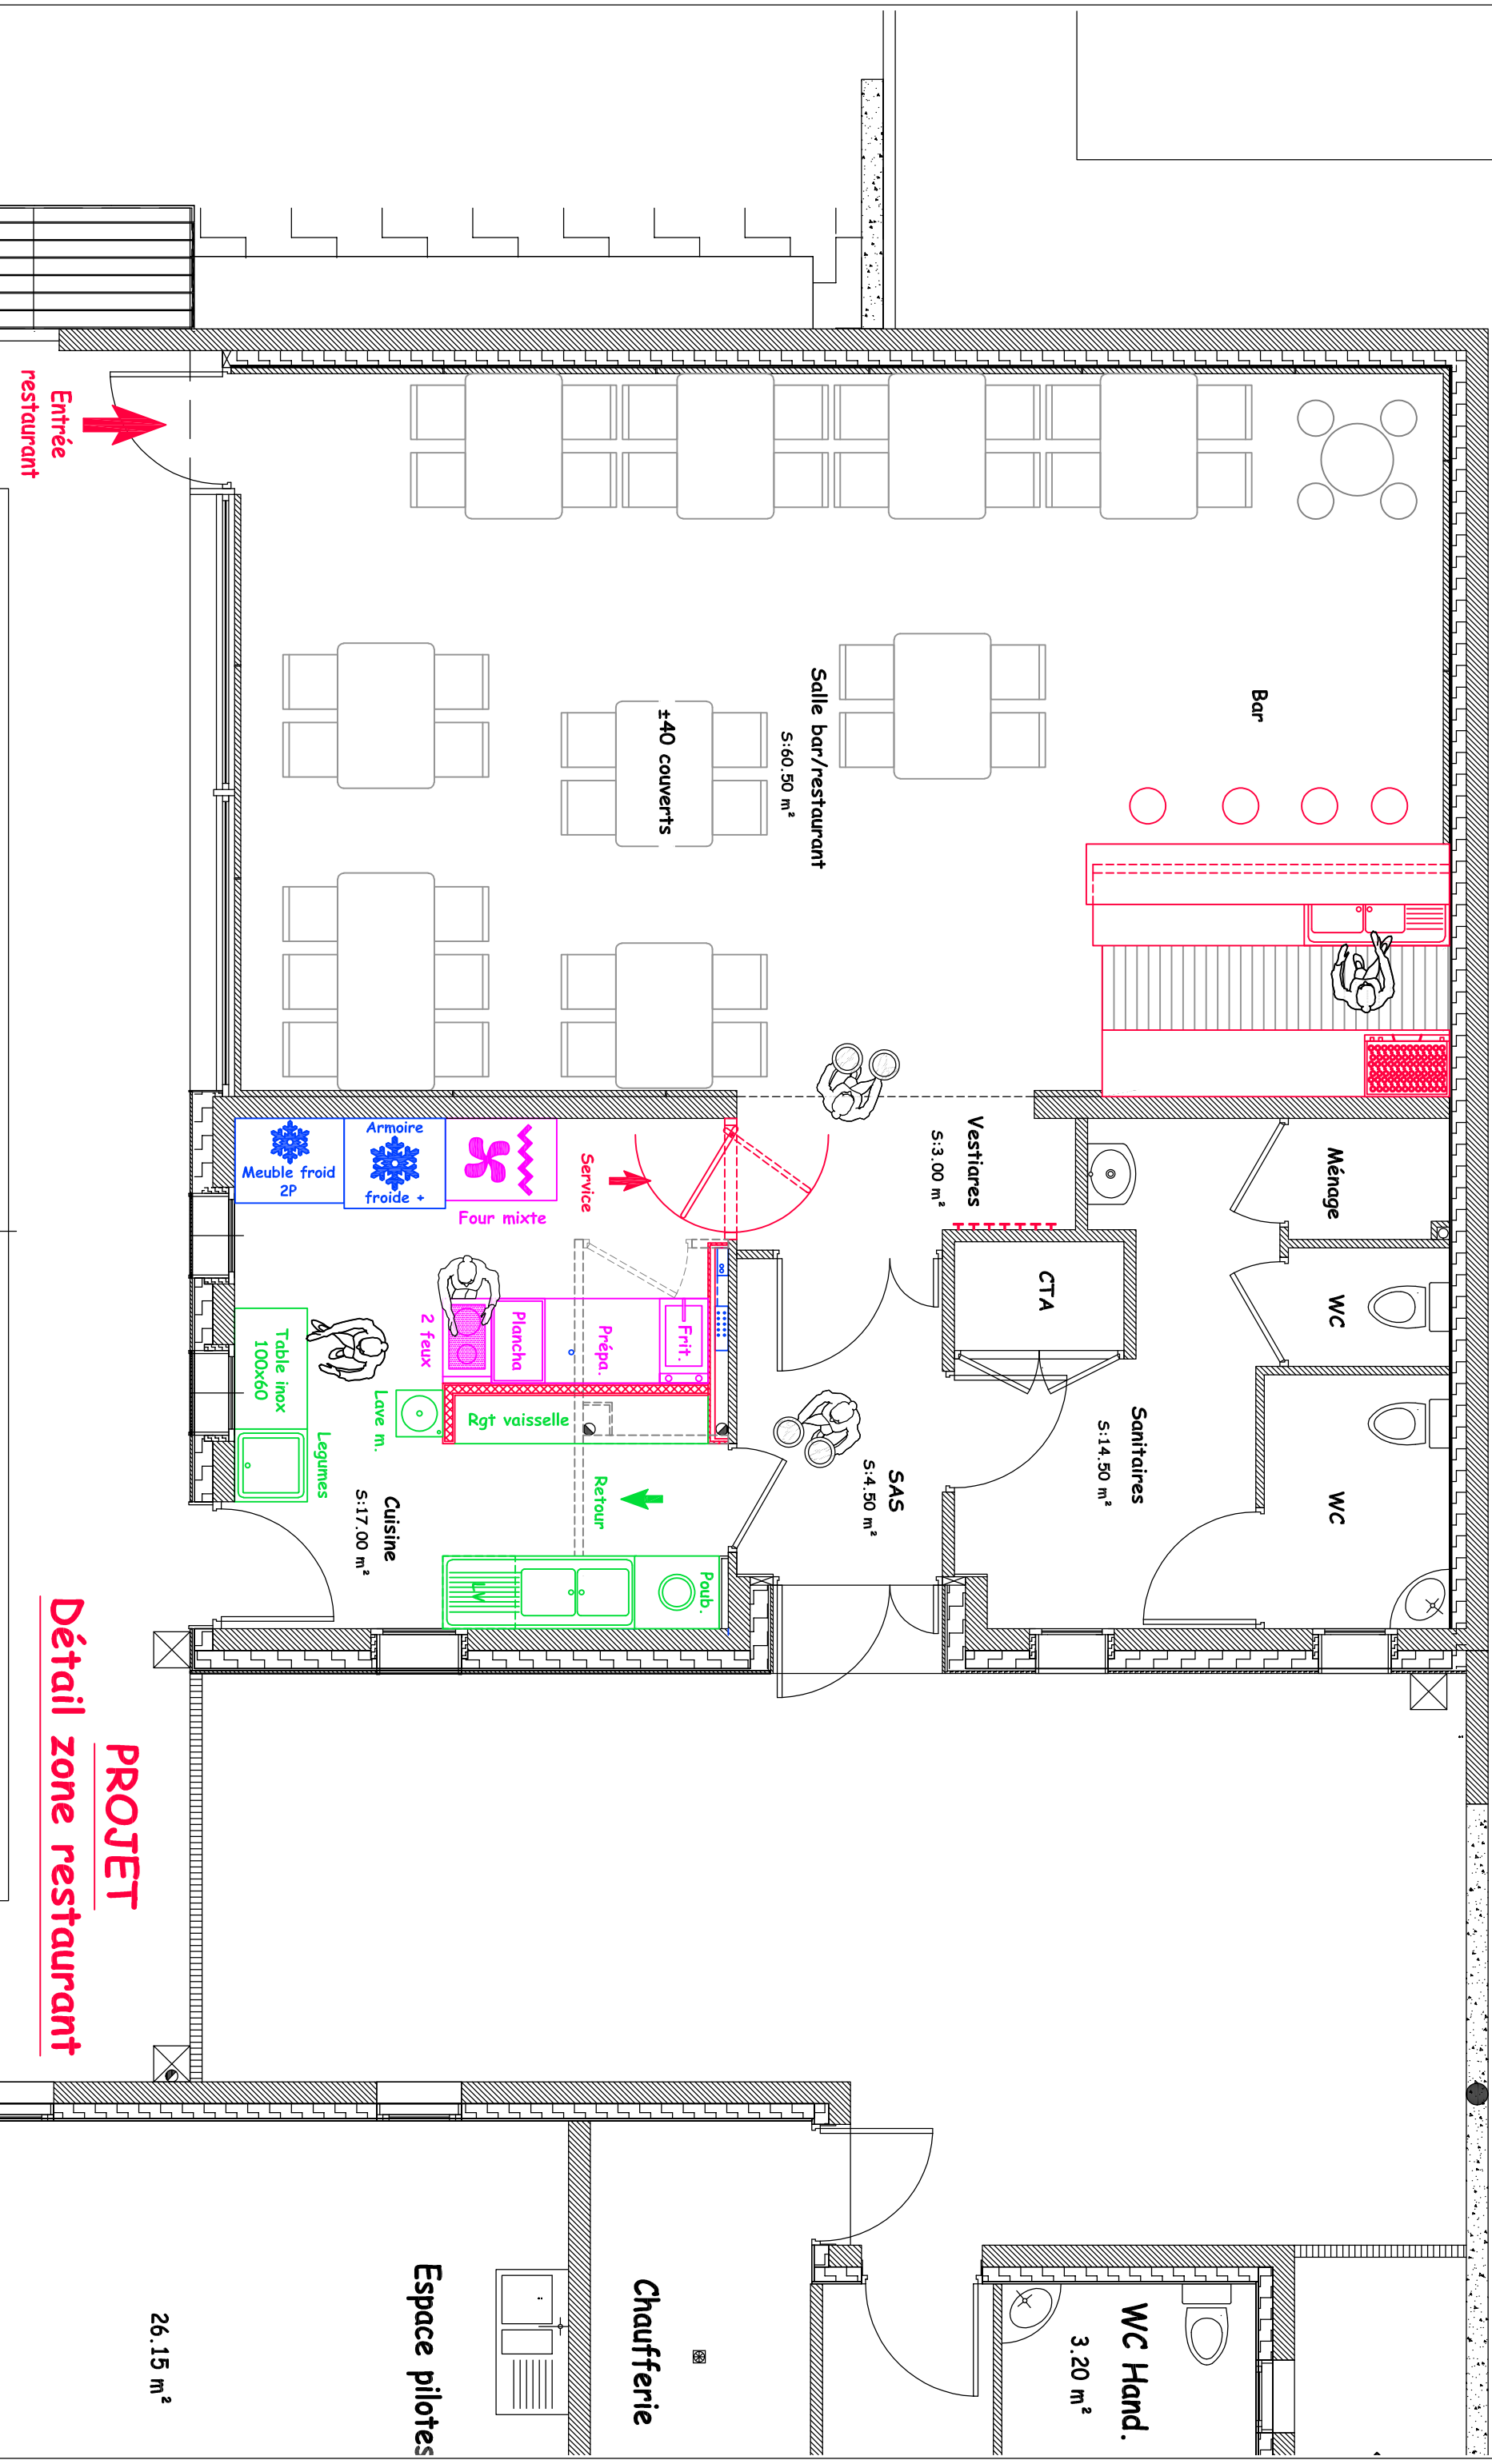 Entrée
restaurant
Bar
Salle bar/restaurant
S:60.50 m²
±40 couverts
Vestiaires
S:3.00 m²
Ménage
WC
CTA
Sanitaires
S:14.50 m²
WC
SAS
S:4.50 m²
Service
Armoire
froide +
Meuble froid
2P
Four mixte
2 feux
Plancha
Prépa.
Frit.
Table inox
100x60
Lave m.
Rgt vaisselle
Legumes
Retour
Cuisine
S:17.00 m²
LV
Poub.
PROJET
Détail zone restaurant
WC Hand.
3.20 m²
Chaufferie
Espace pilotes
26.15 m²